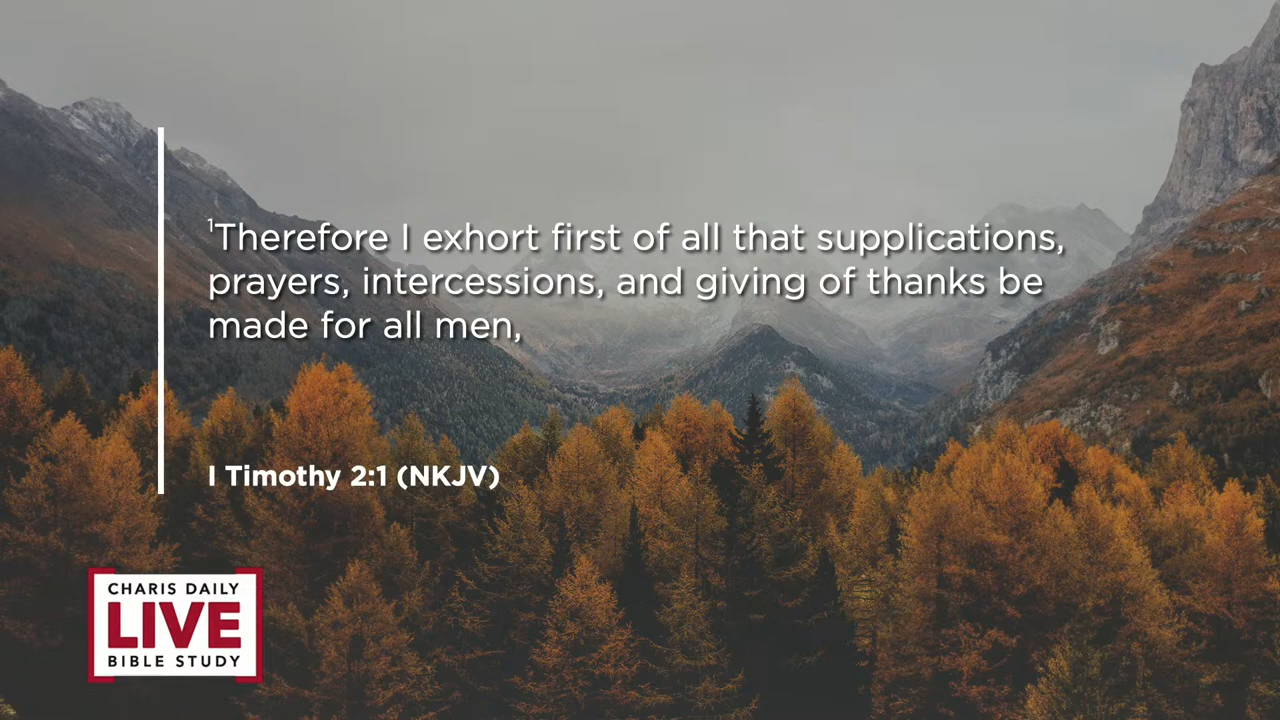 ¹Therefore I exhort first of all that supplications,
prayers, intercessions, and giving of thanks be
made for all men,
I Timothy 2:1 (NKJV)
CHARIS DAILY
LIVE
BIBLE STUDY